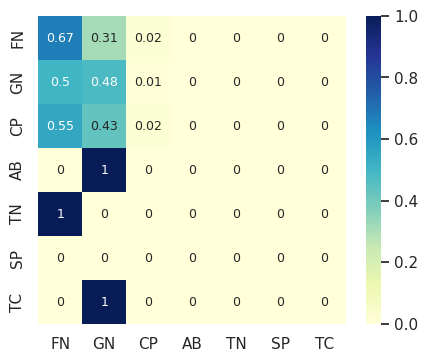 FN 0.67 0.31 0.02 0 0 0 0
GN 0.5 0.48 0.01 0 0 0 0
CP 0.55 0.43 0.02 0 0 0 0
AB 0 1 0 0 0 0 0
TN 1 0 0 0 0 0 0
SP 0 0 0 0 0 0 0
TC 0 1 0 0 0 0 0
FN GN CP AB TN SP TC
1.0
0.8
0.6
0.4
0.2
0.0